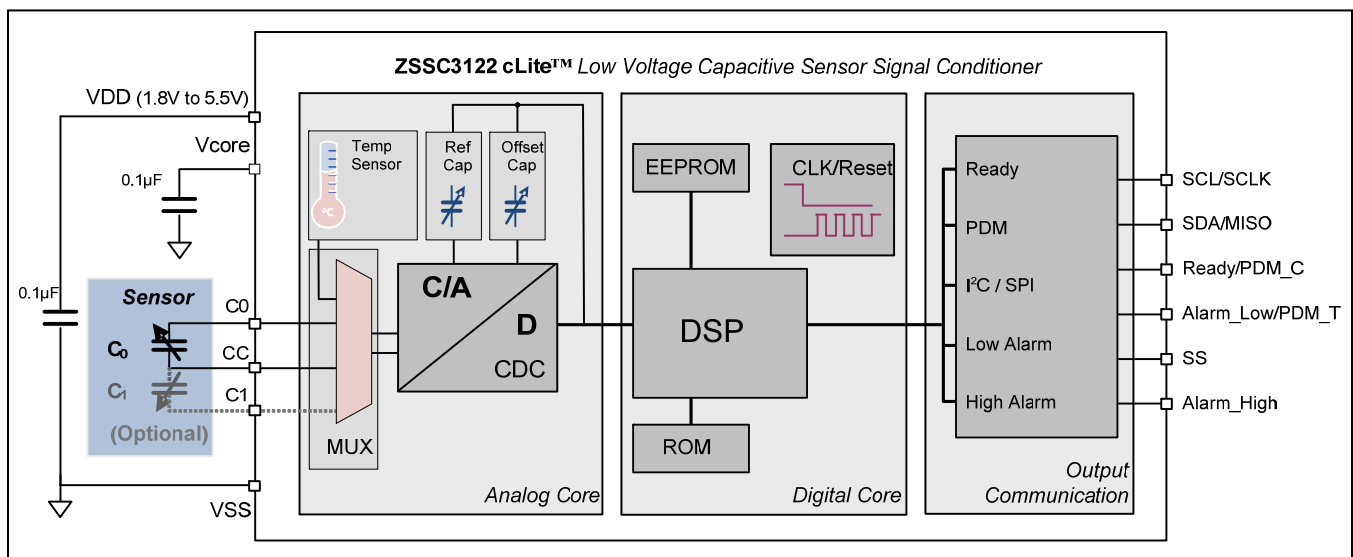 ZSSC3122 cLite™ Low Voltage Capacitive Sensor Signal Conditioner
VDD (1.8V to 5.5V)
Vcore
0.1µF
0.1µF
Sensor
C0
C₀
CC
C₁
C1
(Optional)
VSS
Temp
Sensor
ºC
Ref
Cap
Offset
Cap
C/A
D
CDC
MUX
Analog Core
EEPROM
CLK/Reset
DSP
ROM
Digital Core
Ready
PDM
I²C / SPI
Low Alarm
High Alarm
Output
Communication
SCL/SCLK
SDA/MISO
Ready/PDM_C
Alarm_Low/PDM_T
SS
Alarm_High